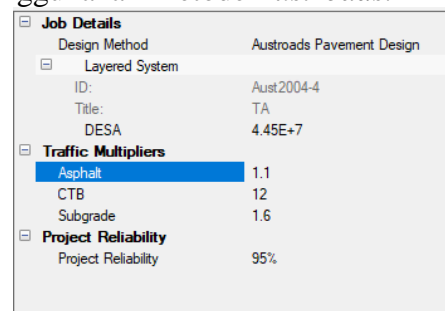 Job Details
Design Method Austroads Pavement Design
Layered System
ID: Aust2004-4
Title: TA
DESA 4.45E+7
Traffic Multipliers
Asphalt 1.1
CTB 12
Subgrade 1.6
Project Reliability
Project Reliability 95%